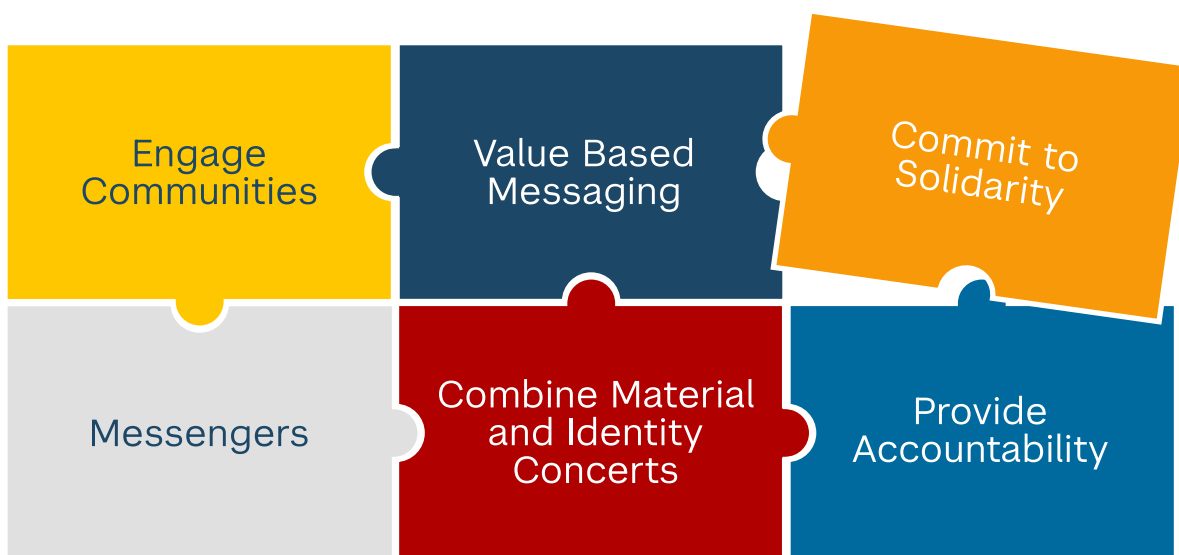 Engage
Communities
Value Based
Messaging
Commit to
Solidarity
Messengers
Combine Material
and Identity
Concerts
Provide
Accountability